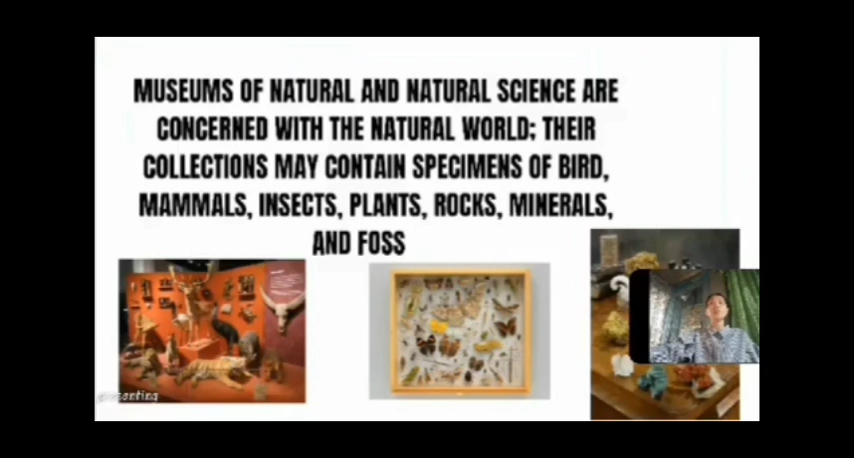 MUSEUMS OF NATURAL AND NATURAL SCIENCE ARE
CONCERNED WITH THE NATURAL WORLD; THEIR
COLLECTIONS MAY CONTAIN SPECIMENS OF BIRD,
MAMMALS, INSECTS, PLANTS, ROCKS, MINERALS,
AND FOSS
presenting